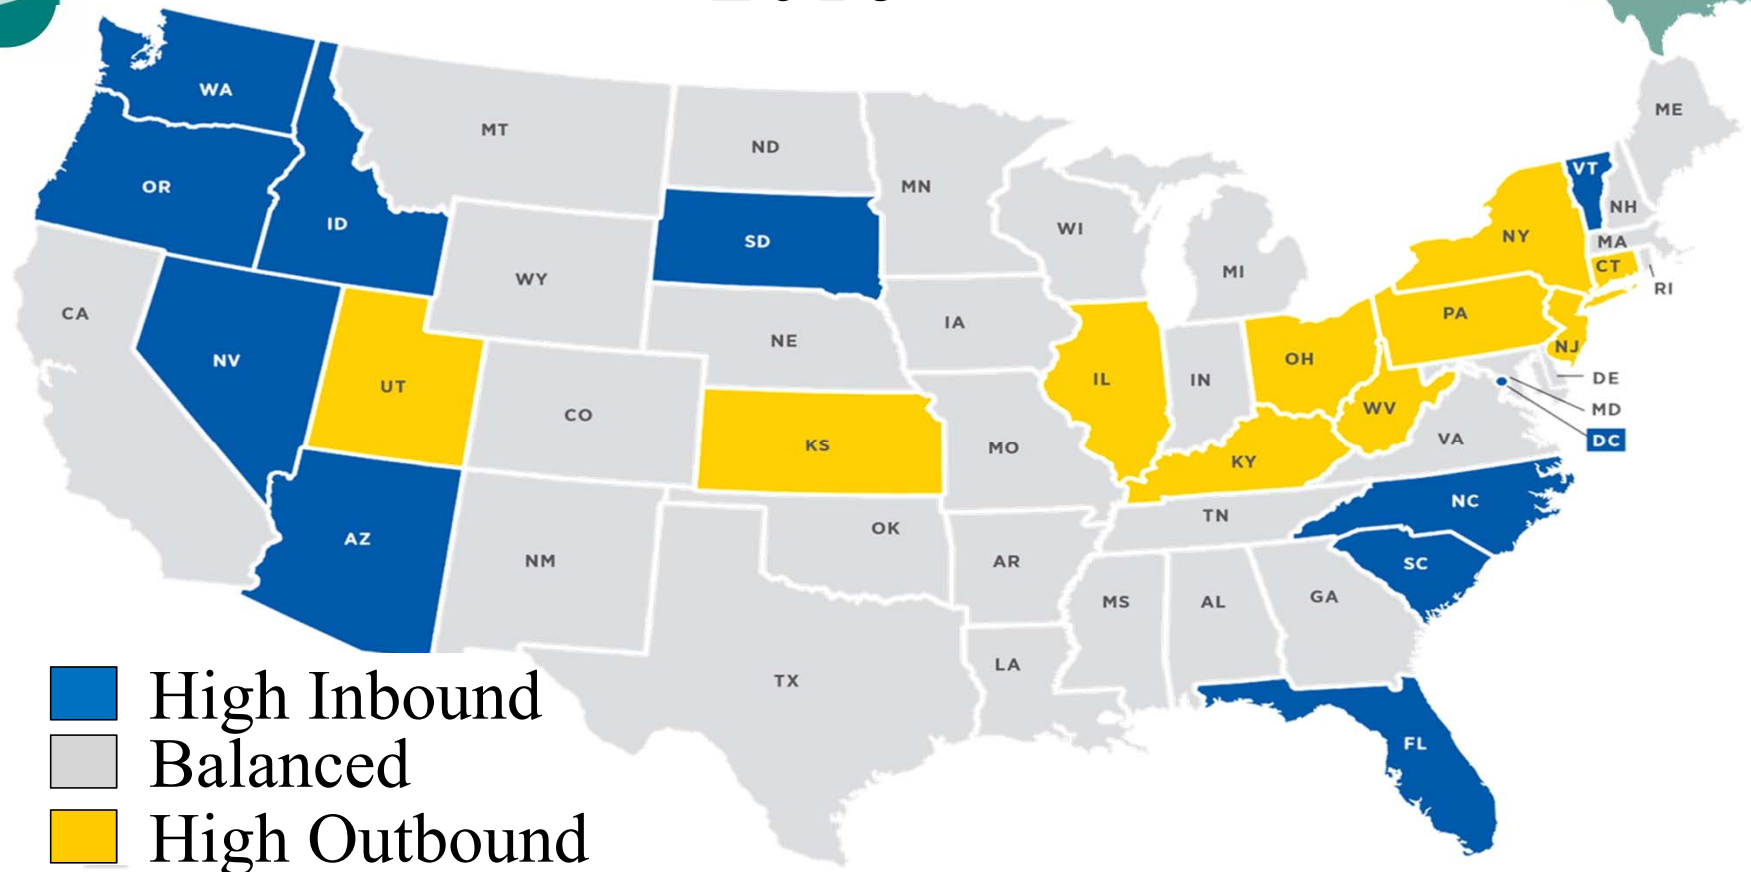 WA
ME
MT
ND
VT
MN
OR
NH
ID
WI
NY
SD
MA
CT
MI
WY
RI
CA
PA
IA
NE
NJ
NV
OH
IL
IN
DE
UT
WV
MD
CO
VA
DC
KS
MO
KY
NC
TN
OK
AZ
NM
AR
SC
GA
MS
AL
LA
TX
FL
High Inbound
Balanced
High Outbound